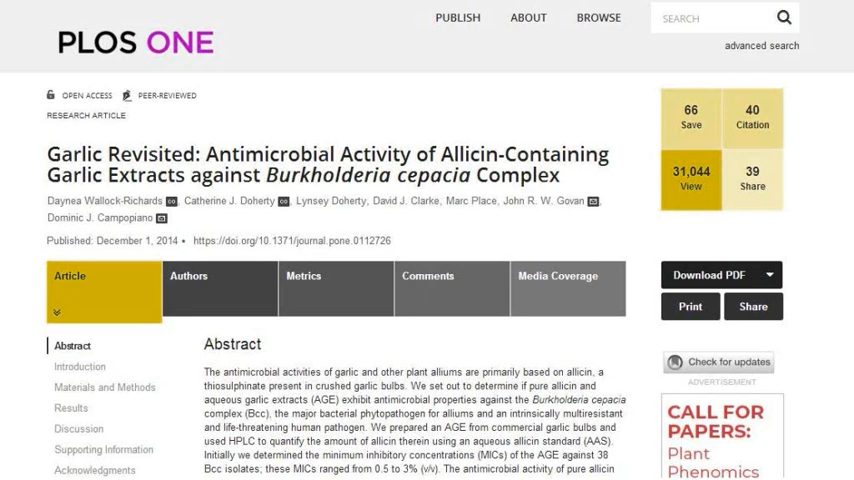 PUBLISH ABOUT BROWSE SEARCH
advanced search
PLOS ONE
OPEN ACCESS PEER-REVIEWED
RESEARCH ARTICLE
Garlic Revisited: Antimicrobial Activity of Allicin-Containing
Garlic Extracts against Burkholderia cepacia Complex
Daynea Wallock-Richards, Catherine J. Doherty, Lynsey Doherty, David J. Clarke, Marc Place, John R. W. Govan,
Dominic J. Campopiano
Published: December 1, 2014 • https://doi.org/10.1371/journal.pone.0112726
66 40
Save Citation
31,044 39
View Share
Article Authors Metrics Comments Media Coverage
Download PDF
Print Share
Check for updates
ADVERTISEMENT
CALL FOR
PAPERS:
Plant
Phenomics
Abstract
Introduction
Materials and Methods
Results
Discussion
Supporting Information
Acknowledgments
Abstract
The antimicrobial activities of garlic and other plant alliums are primarily based on allicin, a
thiosulphinate present in crushed garlic bulbs. We set out to determine if pure allicin and
aqueous garlic extracts (AGE) exhibit antimicrobial properties against the Burkholderia cepacia
complex (Bcc), the major bacterial phytopathogen for alliums and an intrinsically multiresistant
and life-threatening human pathogen. We prepared an AGE from commercial garlic bulbs and
used HPLC to quantify the amount of allicin therein using an aqueous allicin standard (AAS).
Initially we determined the minimum inhibitory concentrations (MICs) of the AGE against 38
Bcc isolates; these MICs ranged from 0.5 to 3% (v/v). The antimicrobial activity of pure allicin